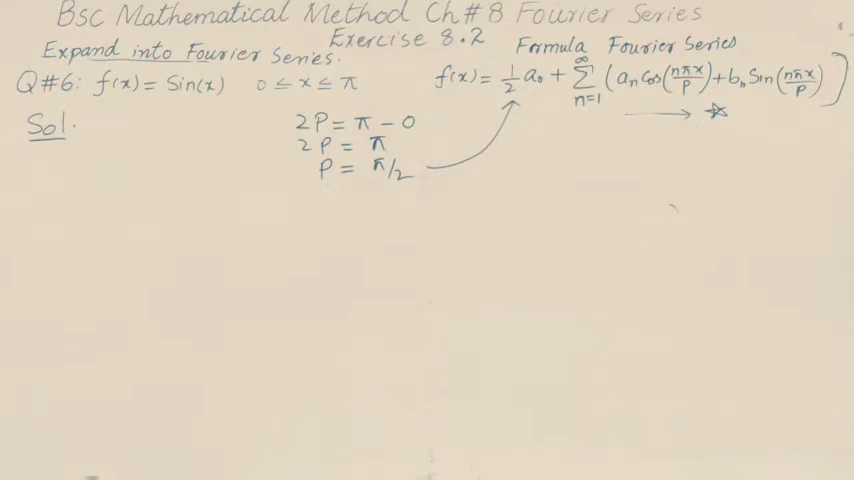 Bsc Mathematical Method Ch#8 Fourier Series
Exercise 8.2
Expand into Fourier Series.
Formula Fourier Series
Q#6: f(x) = Sin(x) 0 ≤ x ≤ π
f(x) = 1/2 a₀ + ∑_{n=1}^{∞} (aₙ Cos(nπx/P) + bₙ Sin(nπx/P)]
⟶ ☆
Sol.
2P = π − 0
2P = π
P = π/2